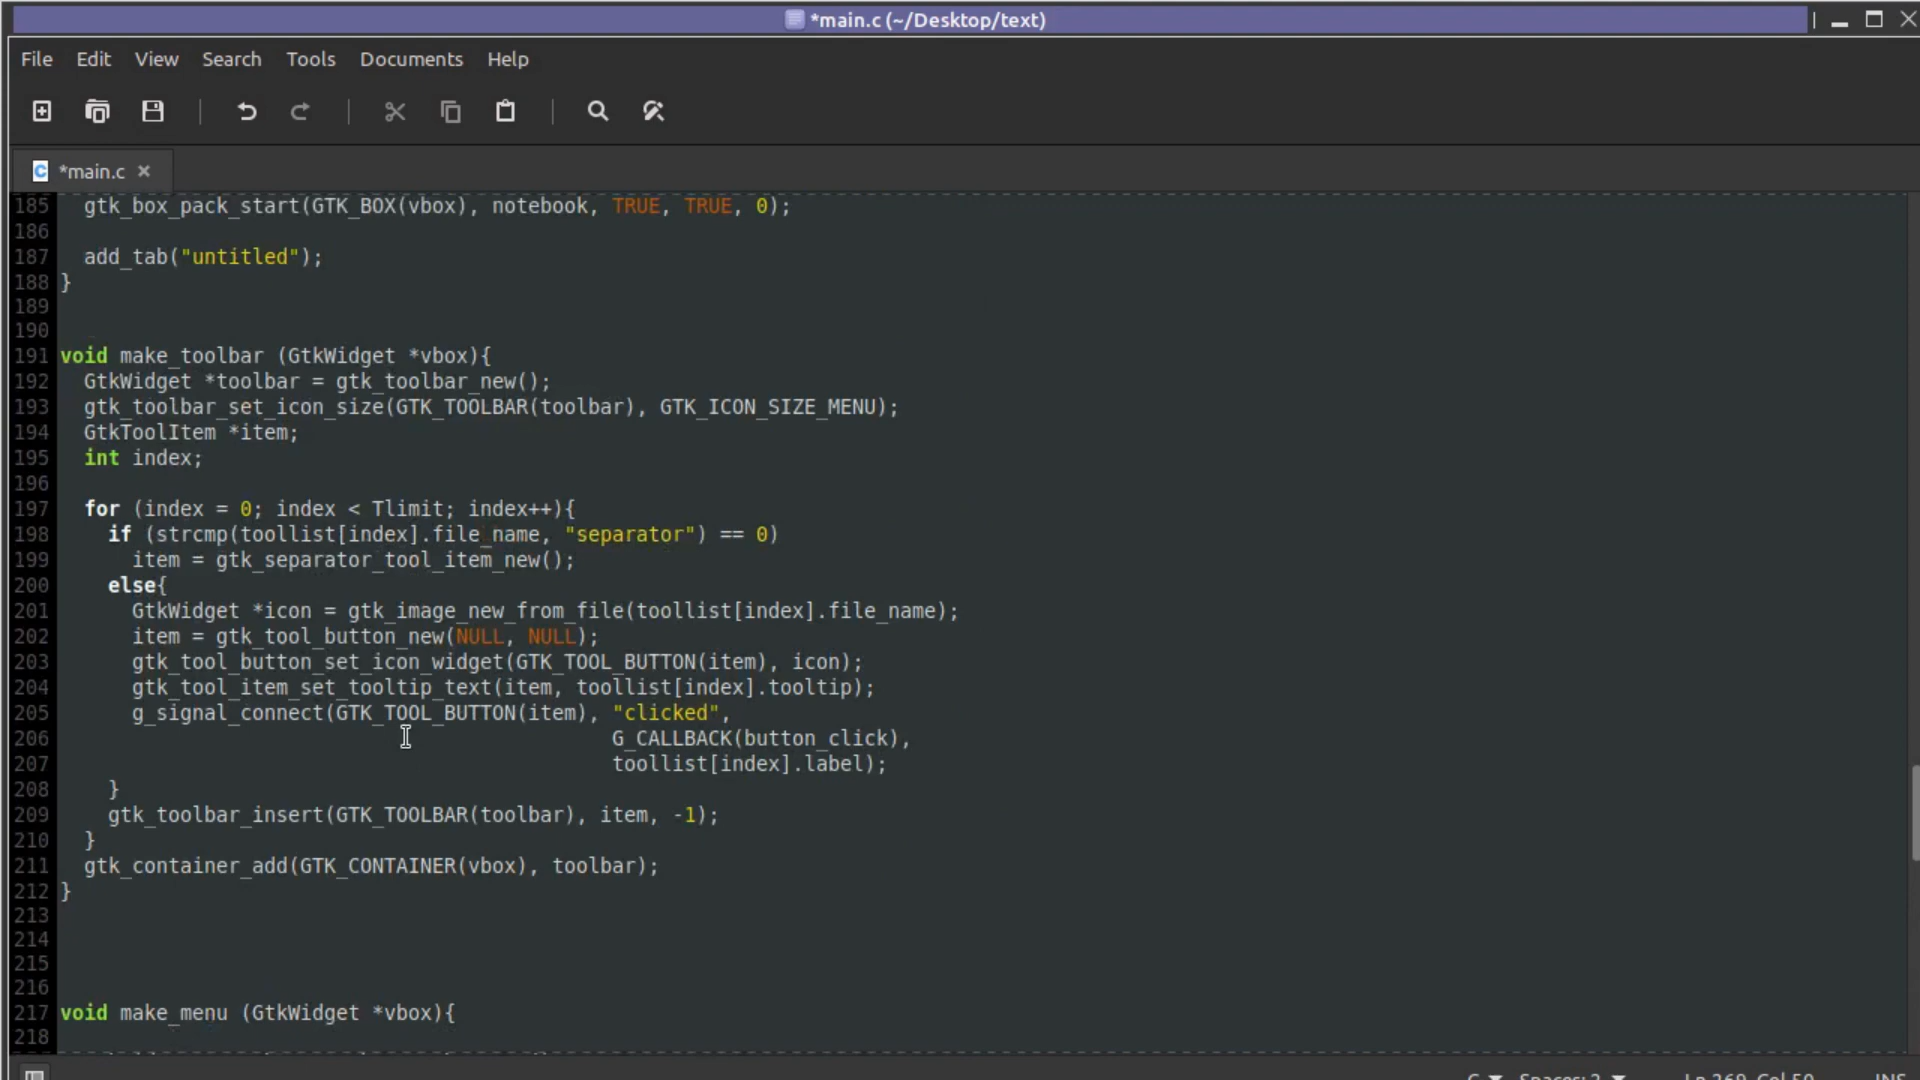 *main.c (~/Desktop/text)
File Edit View Search Tools Documents Help
*main.c
185   gtk_box_pack_start(GTK_BOX(vbox), notebook, TRUE, TRUE, 0);
186
187   add_tab("untitled");
188 }
189
190
191 void make_toolbar (GtkWidget *vbox){
192   GtkWidget *toolbar = gtk_toolbar_new();
193   gtk_toolbar_set_icon_size(GTK_TOOLBAR(toolbar), GTK_ICON_SIZE_MENU);
194   GtkToolItem *item;
195   int index;
196
197   for (index = 0; index < Tlimit; index++){
198     if (strcmp(toollist[index].file_name, "separator") == 0)
199       item = gtk_separator_tool_item_new();
200     else{
201       GtkWidget *icon = gtk_image_new_from_file(toollist[index].file_name);
202       item = gtk_tool_button_new(NULL, NULL);
203       gtk_tool_button_set_icon_widget(GTK_TOOL_BUTTON(item), icon);
204       gtk_tool_item_set_tooltip_text(item, toollist[index].tooltip);
205       g_signal_connect(GTK_TOOL_BUTTON(item), "clicked",
206                                               G_CALLBACK(button_click),
207                                               toollist[index].label);
208     }
209     gtk_toolbar_insert(GTK_TOOLBAR(toolbar), item, -1);
210   }
211   gtk_container_add(GTK_CONTAINER(vbox), toolbar);
212 }
213
214
215
216
217 void make_menu (GtkWidget *vbox){
218